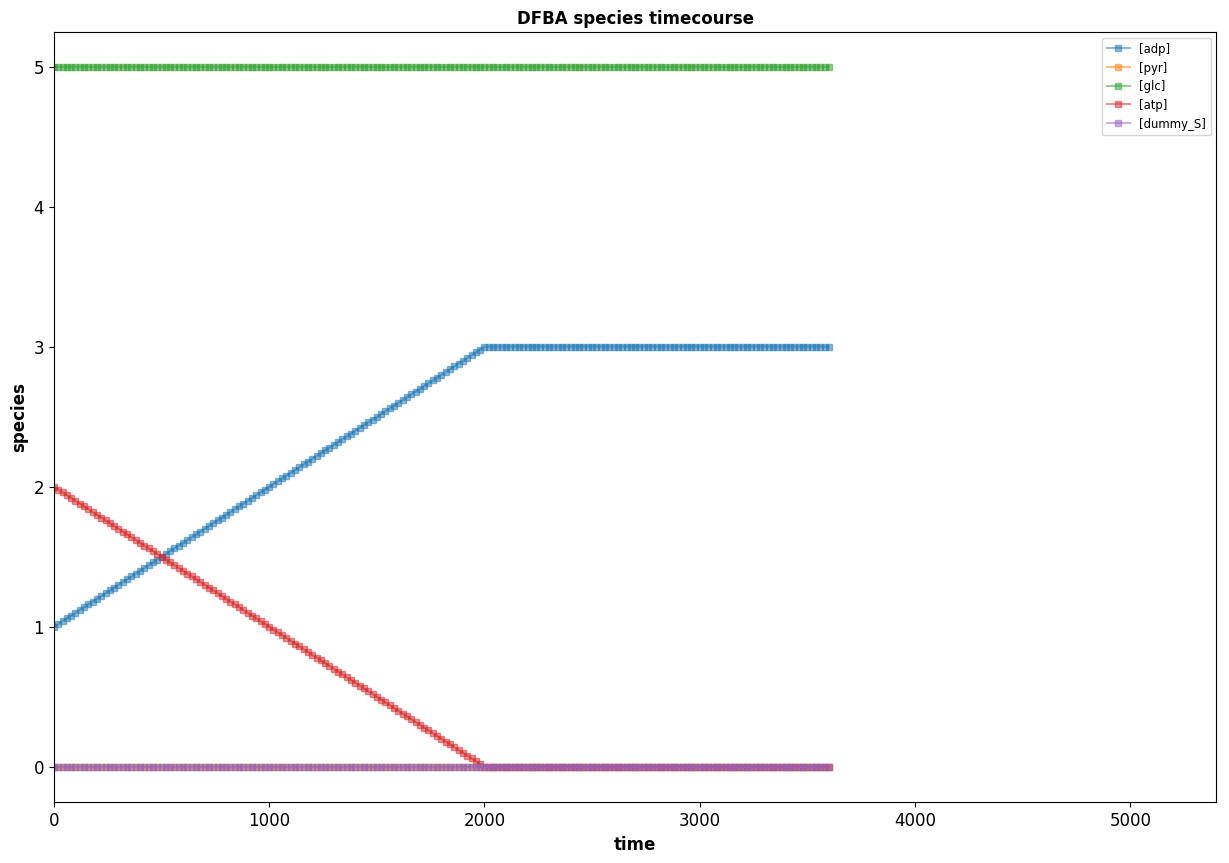 DFBA species timecourse
[adp]
[pyr]
[glc]
[atp]
[dummy_S]
species
5
4
3
2
1
0
0 1000 2000 3000 4000 5000
time